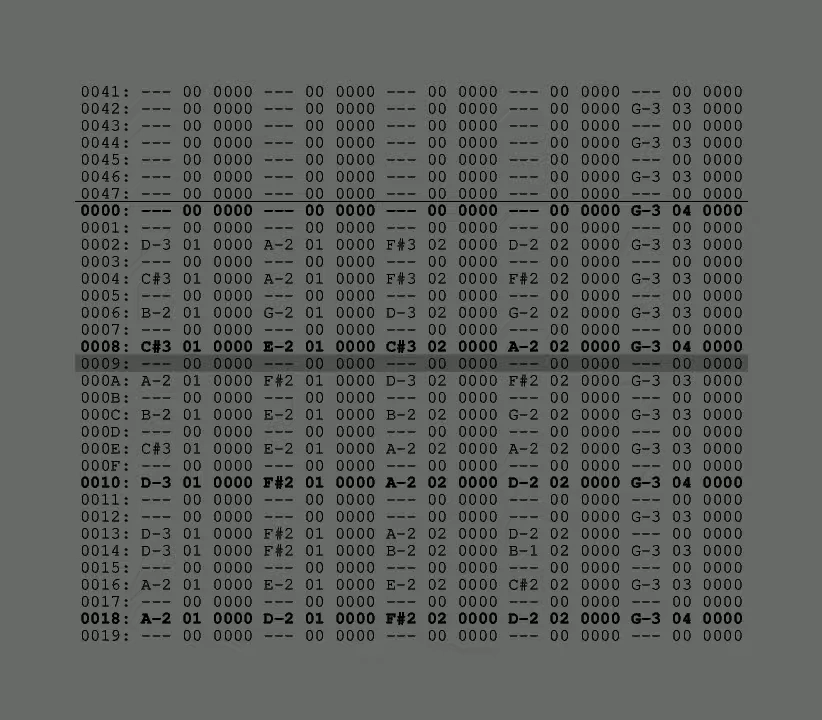 0041: --- 00 0000 --- 00 0000 --- 00 0000 --- 00 0000 --- 00 0000
0042: --- 00 0000 --- 00 0000 --- 00 0000 --- 00 0000 G-3 03 0000
0043: --- 00 0000 --- 00 0000 --- 00 0000 --- 00 0000 --- 00 0000
0044: --- 00 0000 --- 00 0000 --- 00 0000 --- 00 0000 G-3 03 0000
0045: --- 00 0000 --- 00 0000 --- 00 0000 --- 00 0000 --- 00 0000
0046: --- 00 0000 --- 00 0000 --- 00 0000 --- 00 0000 G-3 03 0000
0047: --- 00 0000 --- 00 0000 --- 00 0000 --- 00 0000 --- 00 0000
0000: --- 00 0000 --- 00 0000 --- 00 0000 --- 00 0000 G-3 04 0000
0001: --- 00 0000 --- 00 0000 --- 00 0000 --- 00 0000 --- 00 0000
0002: D-3 01 0000 A-2 01 0000 F#3 02 0000 D-2 02 0000 G-3 03 0000
0003: --- 00 0000 --- 00 0000 --- 00 0000 --- 00 0000 --- 00 0000
0004: C#3 01 0000 A-2 01 0000 F#3 02 0000 F#2 02 0000 G-3 03 0000
0005: --- 00 0000 --- 00 0000 --- 00 0000 --- 00 0000 --- 00 0000
0006: B-2 01 0000 G-2 01 0000 D-3 02 0000 G-2 02 0000 G-3 03 0000
0007: --- 00 0000 --- 00 0000 --- 00 0000 --- 00 0000 --- 00 0000
0008: C#3 01 0000 E-2 01 0000 C#3 02 0000 A-2 02 0000 G-3 04 0000
0009: --- 00 0000 --- 00 0000 --- 00 0000 --- 00 0000 --- 00 0000
000A: A-2 01 0000 F#2 01 0000 D-3 02 0000 F#2 02 0000 G-3 03 0000
000B: --- 00 0000 --- 00 0000 --- 00 0000 --- 00 0000 --- 00 0000
000C: B-2 01 0000 E-2 01 0000 B-2 02 0000 G-2 02 0000 G-3 03 0000
000D: --- 00 0000 --- 00 0000 --- 00 0000 --- 00 0000 --- 00 0000
000E: C#3 01 0000 E-2 01 0000 A-2 02 0000 A-2 02 0000 G-3 03 0000
000F: --- 00 0000 --- 00 0000 --- 00 0000 --- 00 0000 --- 00 0000
0010: D-3 01 0000 F#2 01 0000 A-2 02 0000 D-2 02 0000 G-3 04 0000
0011: --- 00 0000 --- 00 0000 --- 00 0000 --- 00 0000 --- 00 0000
0012: --- 00 0000 --- 00 0000 --- 00 0000 --- 00 0000 G-3 03 0000
0013: D-3 01 0000 F#2 01 0000 A-2 02 0000 D-2 02 0000 --- 00 0000
0014: D-3 01 0000 F#2 01 0000 B-2 02 0000 B-1 02 0000 G-3 03 0000
0015: --- 00 0000 --- 00 0000 --- 00 0000 --- 00 0000 --- 00 0000
0016: A-2 01 0000 E-2 01 0000 E-2 02 0000 C#2 02 0000 G-3 03 0000
0017: --- 00 0000 --- 00 0000 --- 00 0000 --- 00 0000 --- 00 0000
0018: A-2 01 0000 D-2 01 0000 F#2 02 0000 D-2 02 0000 G-3 04 0000
0019: --- 00 0000 --- 00 0000 --- 00 0000 --- 00 0000 --- 00 0000